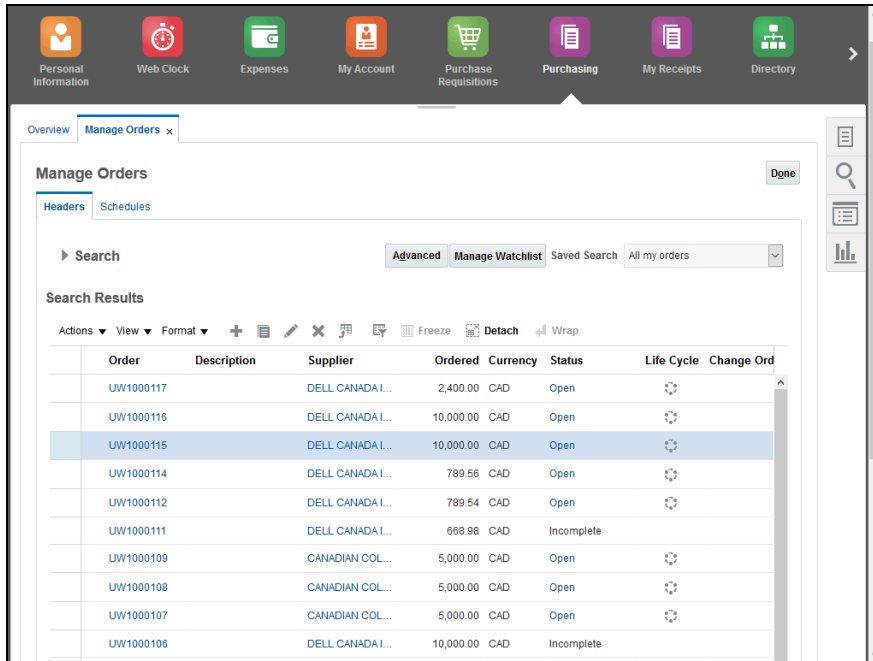 Personal Information
Web Clock
Expenses
My Account
Purchase Requisitions
Purchasing
My Receipts
Directory
Overview Manage Orders x
Manage Orders Done
Headers Schedules
Search Advanced Manage Watchlist Saved Search All my orders
Search Results
Actions View Format Freeze Detach Wrap
Order Description Supplier Ordered Currency Status Life Cycle Change Ord
UW1000117 DELL CANADA I... 2,400.00 CAD Open
UW1000116 DELL CANADA I... 10,000.00 CAD Open
UW1000115 DELL CANADA I... 10,000.00 CAD Open
UW1000114 DELL CANADA I... 789.56 CAD Open
UW1000112 DELL CANADA I... 789.54 CAD Open
UW1000111 DELL CANADA I... 668.98 CAD Incomplete
UW1000109 CANADIAN COL... 5,000.00 CAD Open
UW1000108 CANADIAN COL... 5,000.00 CAD Open
UW1000107 CANADIAN COL... 5,000.00 CAD Open
UW1000106 DELL CANADA I... 10,000.00 CAD Incomplete